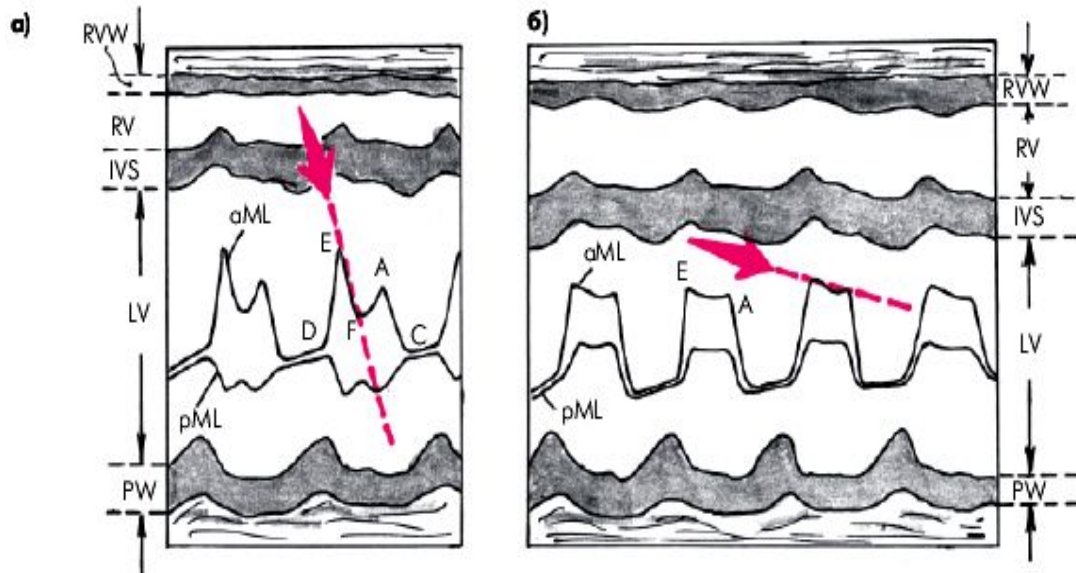 а)
RVW
RV
IVS
aML
E
A
LV
D
F
C
pML
PW
б)
RVW
RV
IVS
aML
E
A
LV
pML
PW